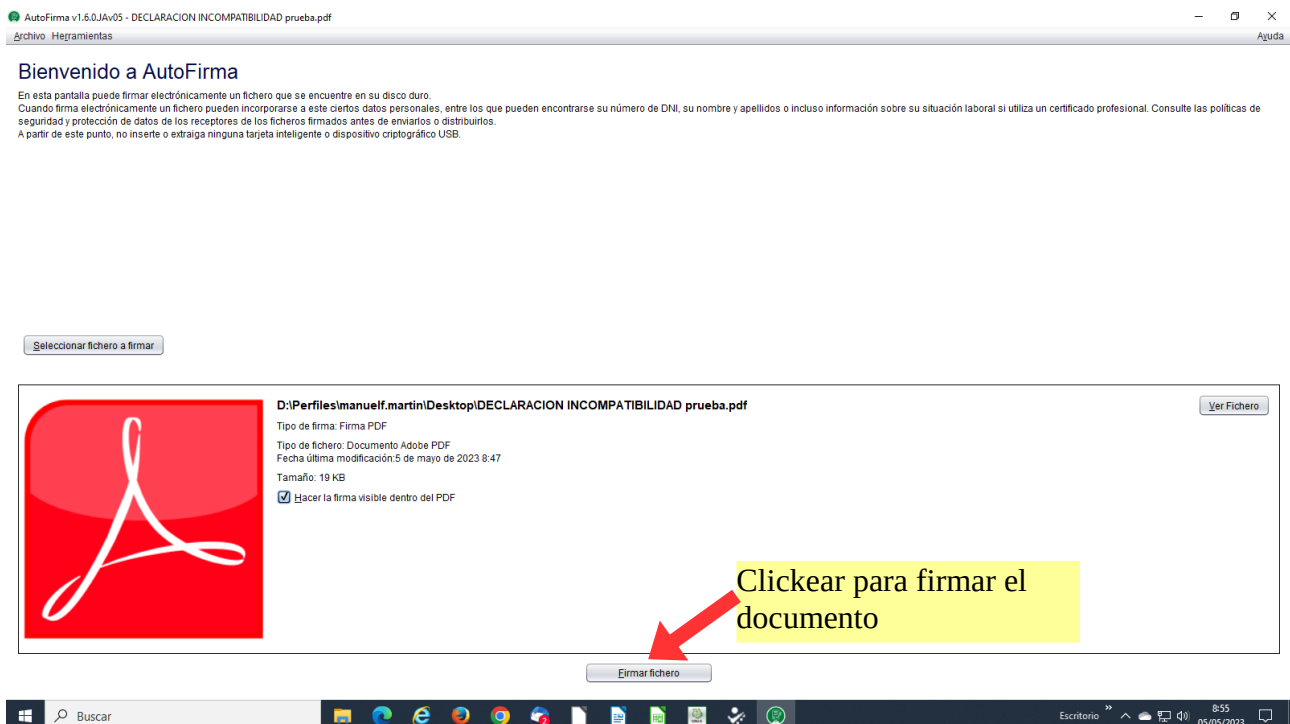 AutoFirma v1.6.0.JAv05 - DECLARACION INCOMPATIBILIDAD prueba.pdf
Archivo Herramientas
Ayuda
Bienvenido a AutoFirma
En esta pantalla puede firmar electrónicamente un fichero que se encuentre en su disco duro.
Cuando firma electrónicamente un fichero pueden incorporarse a este ciertos datos personales, entre los que pueden encontrarse su número de DNI, su nombre y apellidos o incluso información sobre su situación laboral si utiliza un certificado profesional. Consulte las políticas de
seguridad y protección de datos de los receptores de los ficheros firmados antes de enviarlos o distribuirlos.
A partir de este punto, no inserte o extraiga ninguna tarjeta inteligente o dispositivo criptográfico USB.
Seleccionar fichero a firmar
D:\Perfiles\manuelf.martin\Desktop\DECLARACION INCOMPATIBILIDAD prueba.pdf
Ver Fichero
Tipo de firma: Firma PDF
Tipo de fichero: Documento Adobe PDF
Fecha última modificación:5 de mayo de 2023 8:47
Tamaño: 19 KB
Hacer la firma visible dentro del PDF
Clickear para firmar el
documento
Firmar fichero
Buscar
Escritorio
8:55
05/05/2023